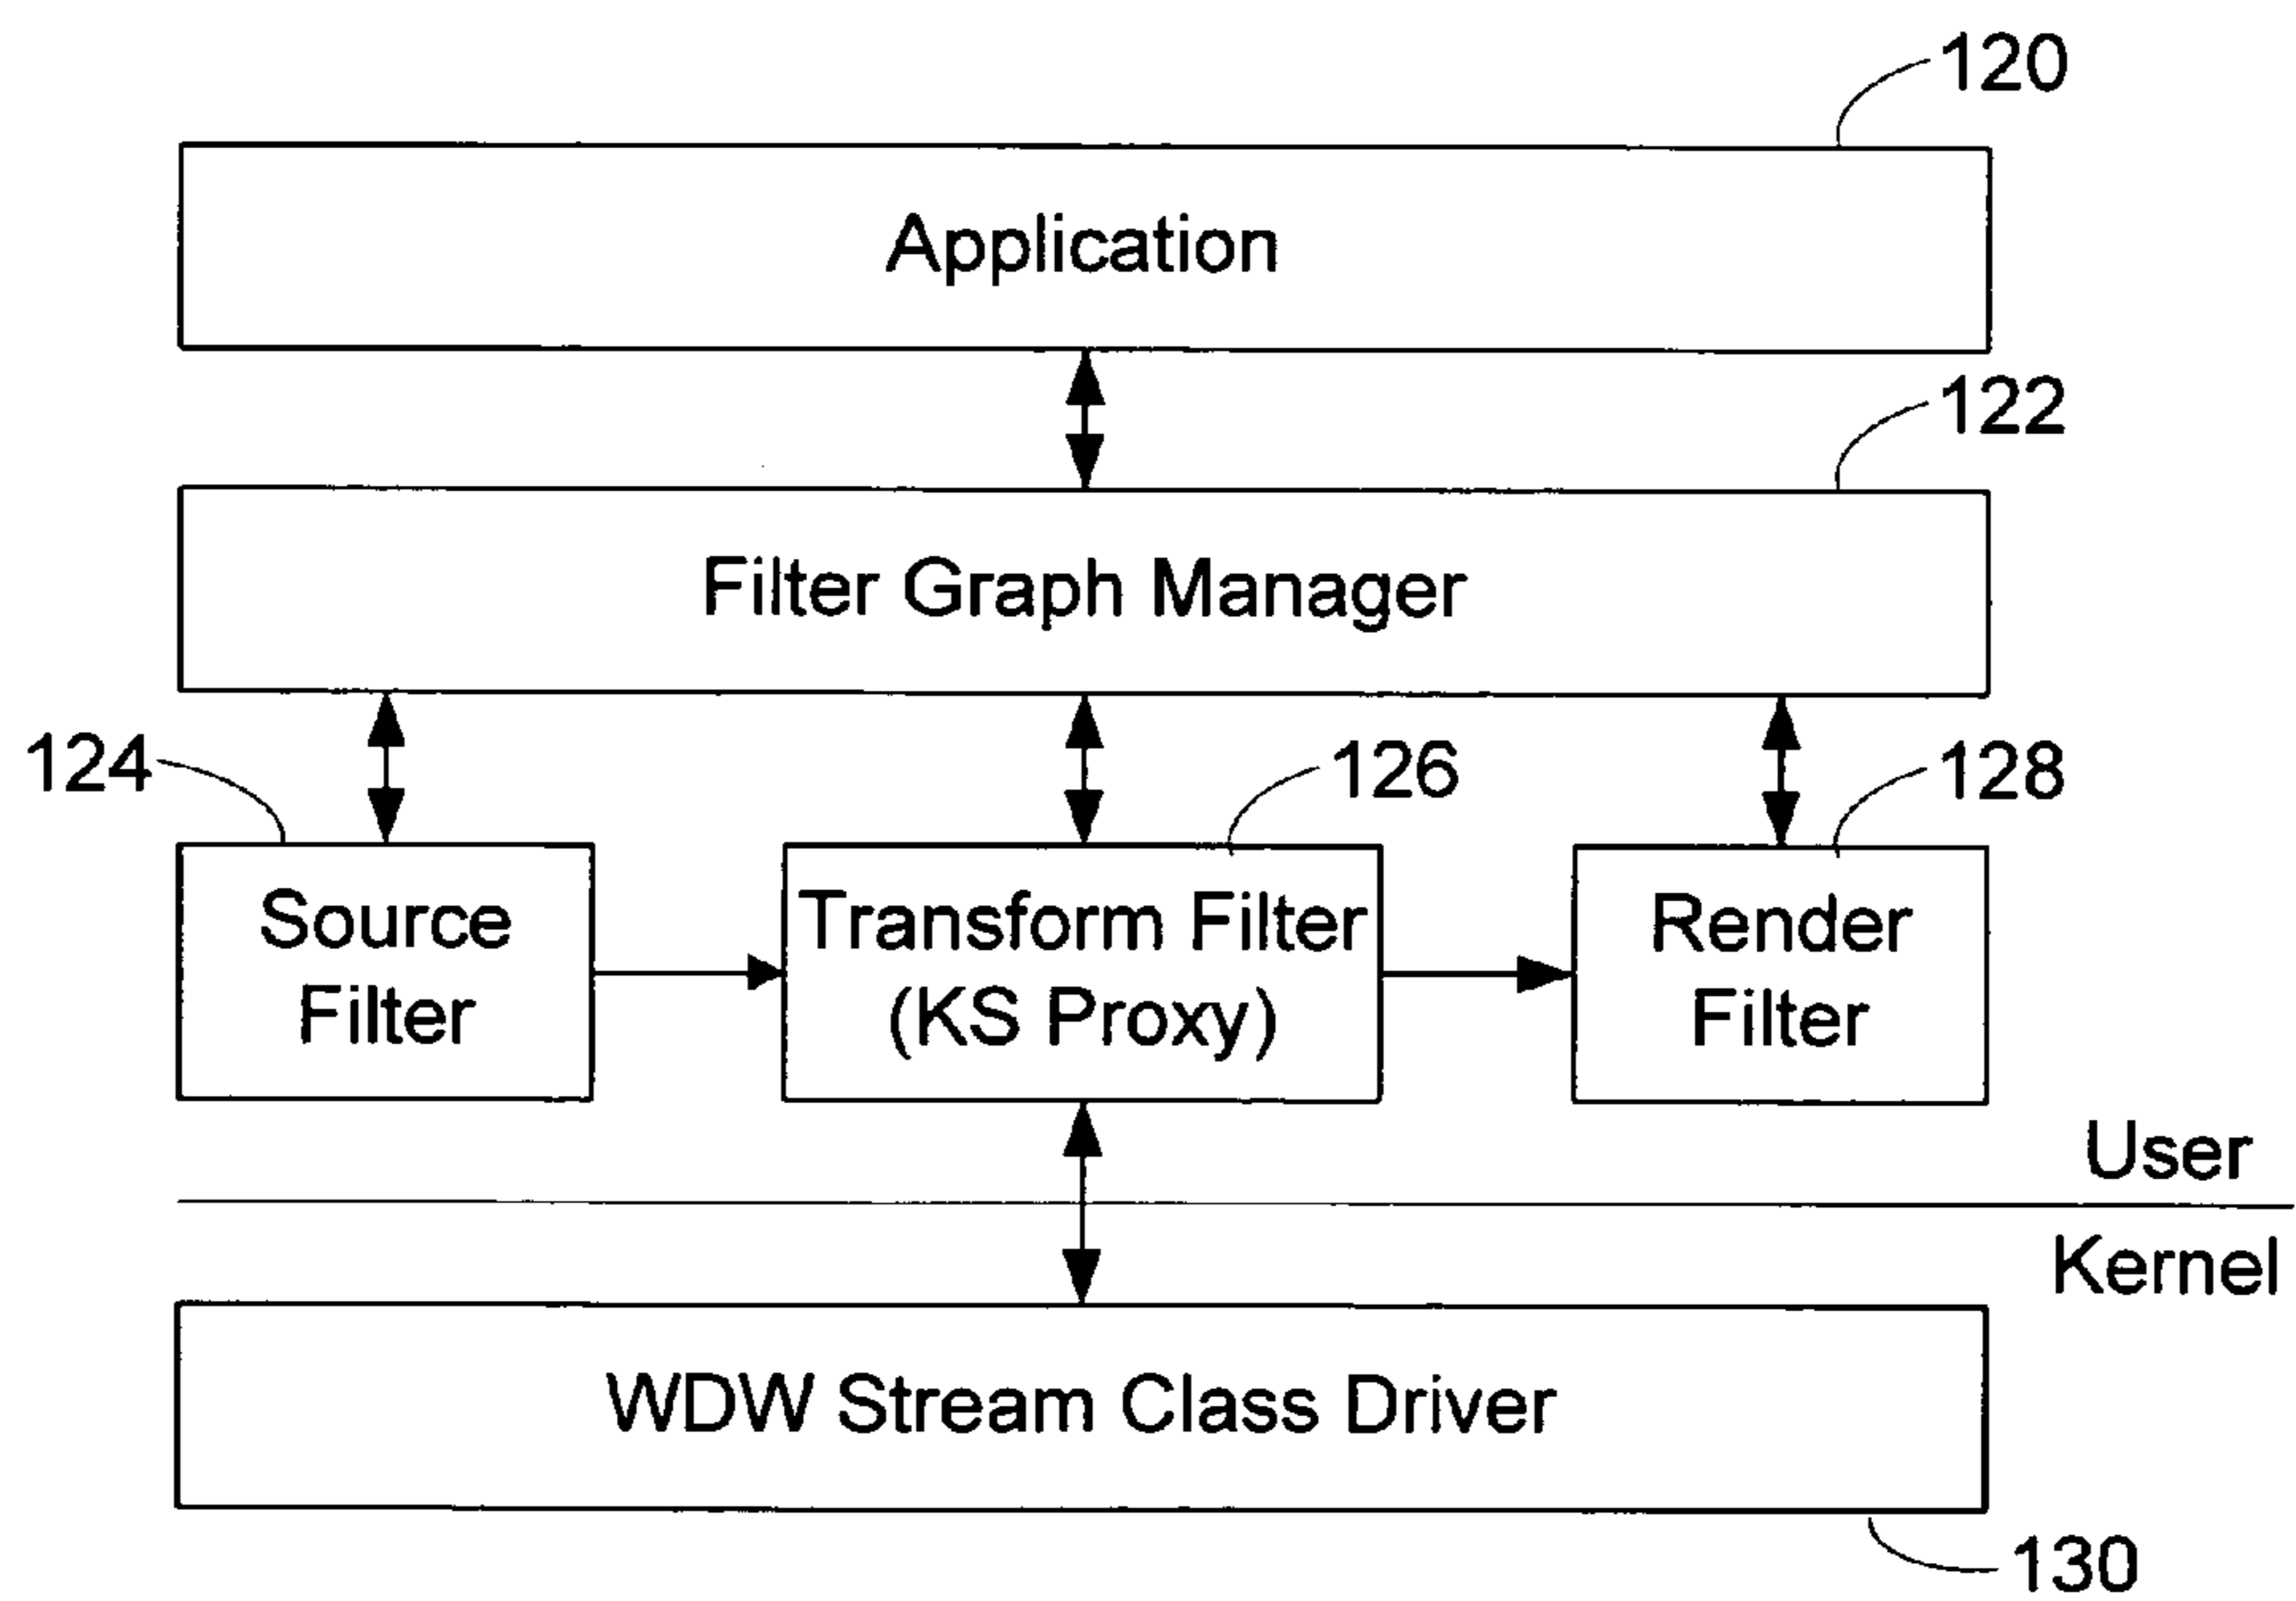 120
Application
122
Filter Graph Manager
124
126
128
Source
Filter
Transform Filter
(KS Proxy)
Render
Filter
User
Kernel
WDW Stream Class Driver
130